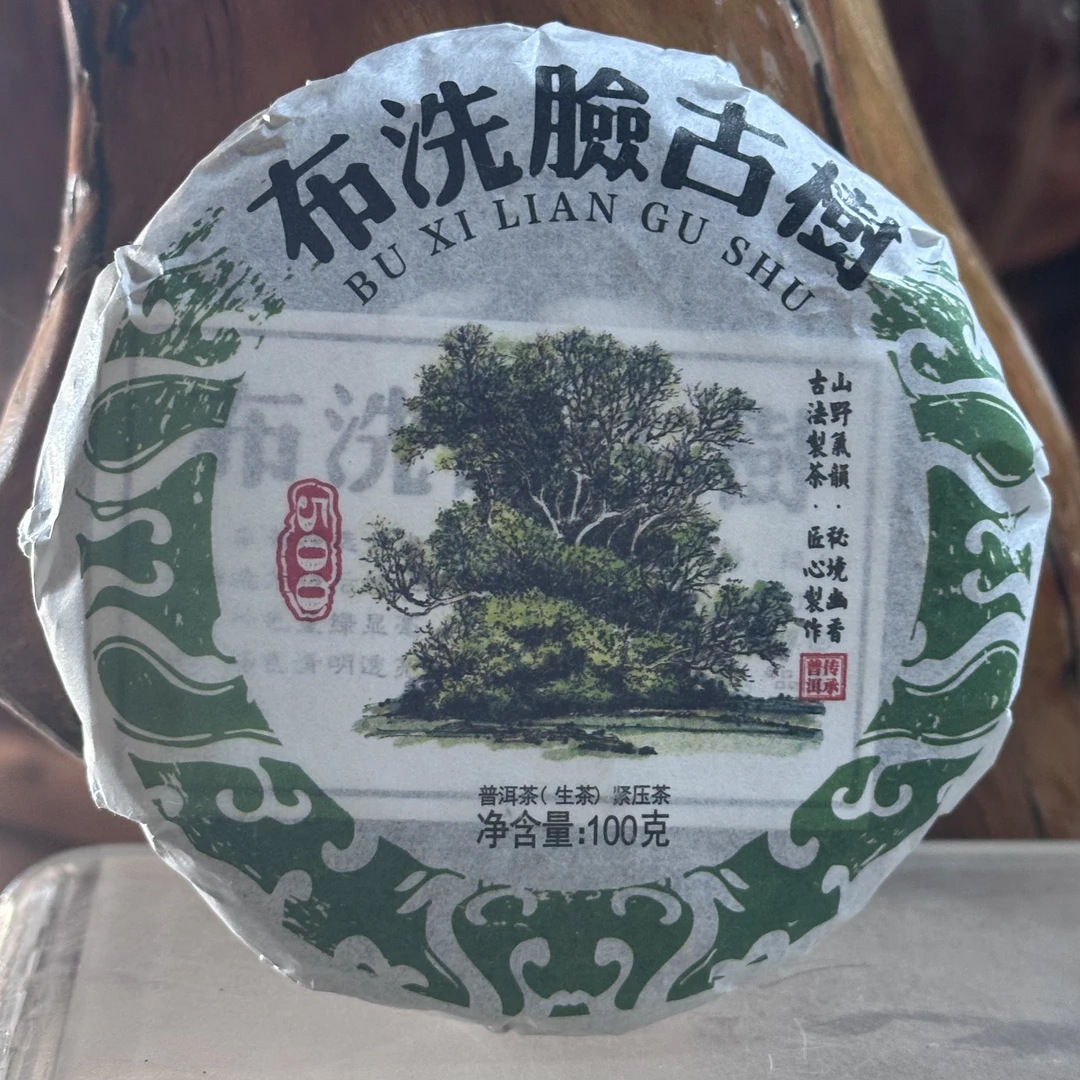 布洗臉古樹
BU XI LIAN GU SHU
山野氣韻·秘境幽香
古法製茶·匠心製作
传承
普洱
500
普洱茶(生茶) 紧压茶
净含量:100克